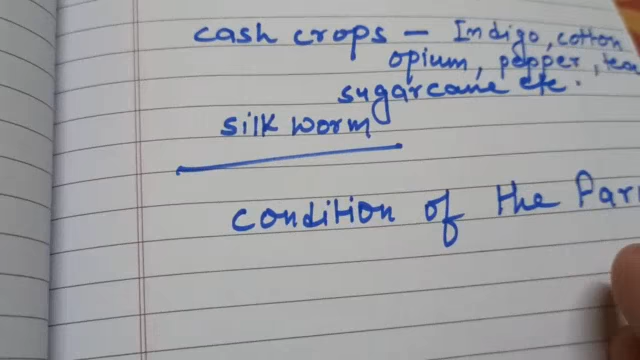 cash crops - Indigo, cotton
opium, pepper, tea
sugarcane etc.
silk worm
condition of the